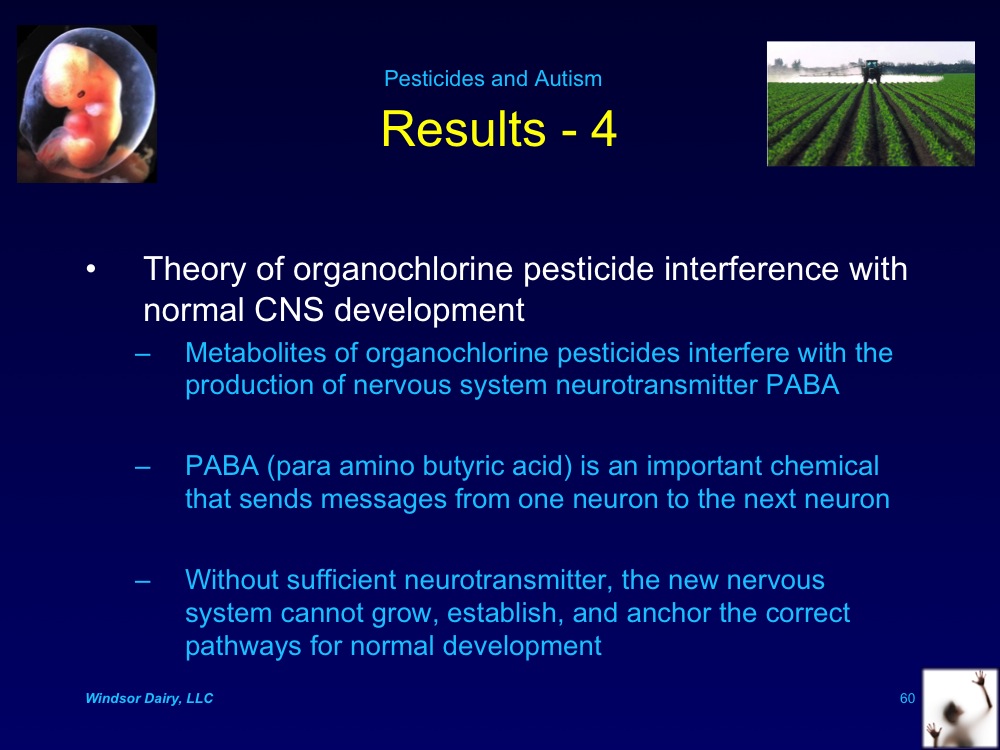 Pesticides and Autism
Results - 4
• Theory of organochlorine pesticide interference with
normal CNS development
– Metabolites of organochlorine pesticides interfere with the
production of nervous system neurotransmitter PABA
– PABA (para amino butyric acid) is an important chemical
that sends messages from one neuron to the next neuron
– Without sufficient neurotransmitter, the new nervous
system cannot grow, establish, and anchor the correct
pathways for normal development
Windsor Dairy, LLC
60